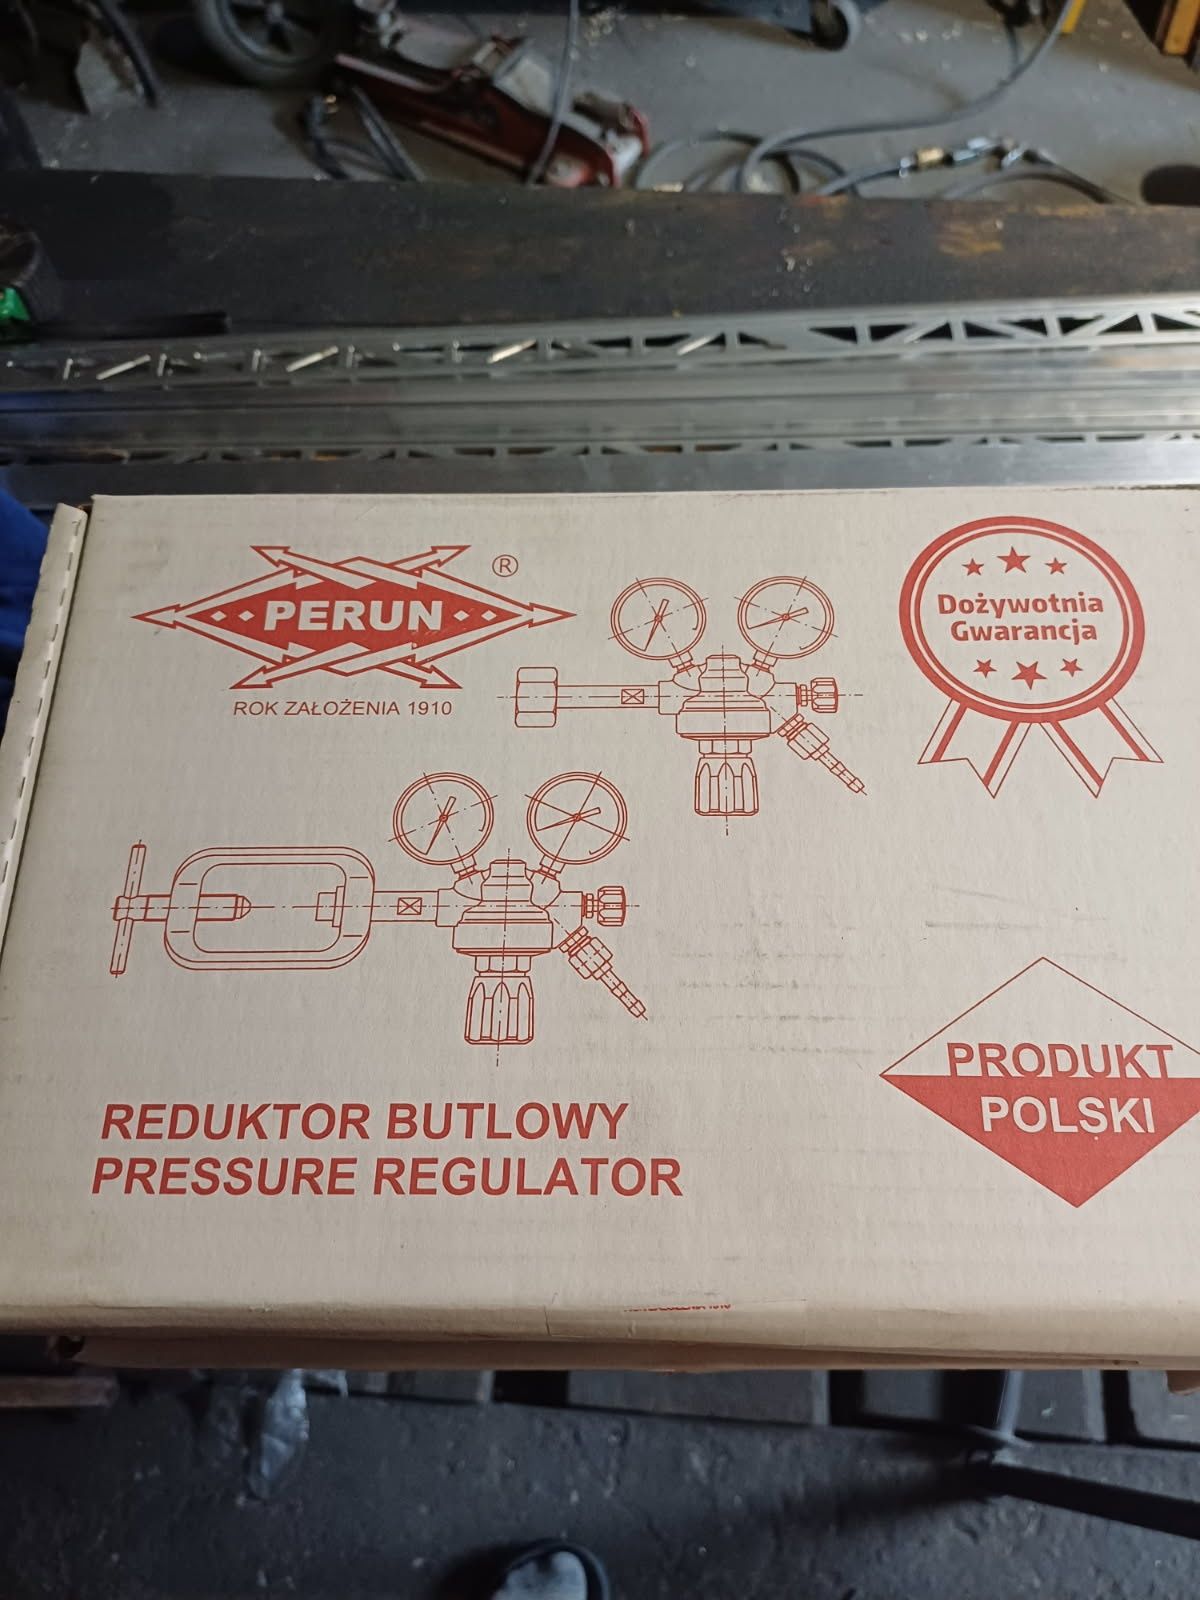 PERUN
®
ROK ZAŁOŻENIA 1910
Dożywotnia
Gwarancja
PRODUKT
POLSKI
REDUKTOR BUTLOWY
PRESSURE REGULATOR